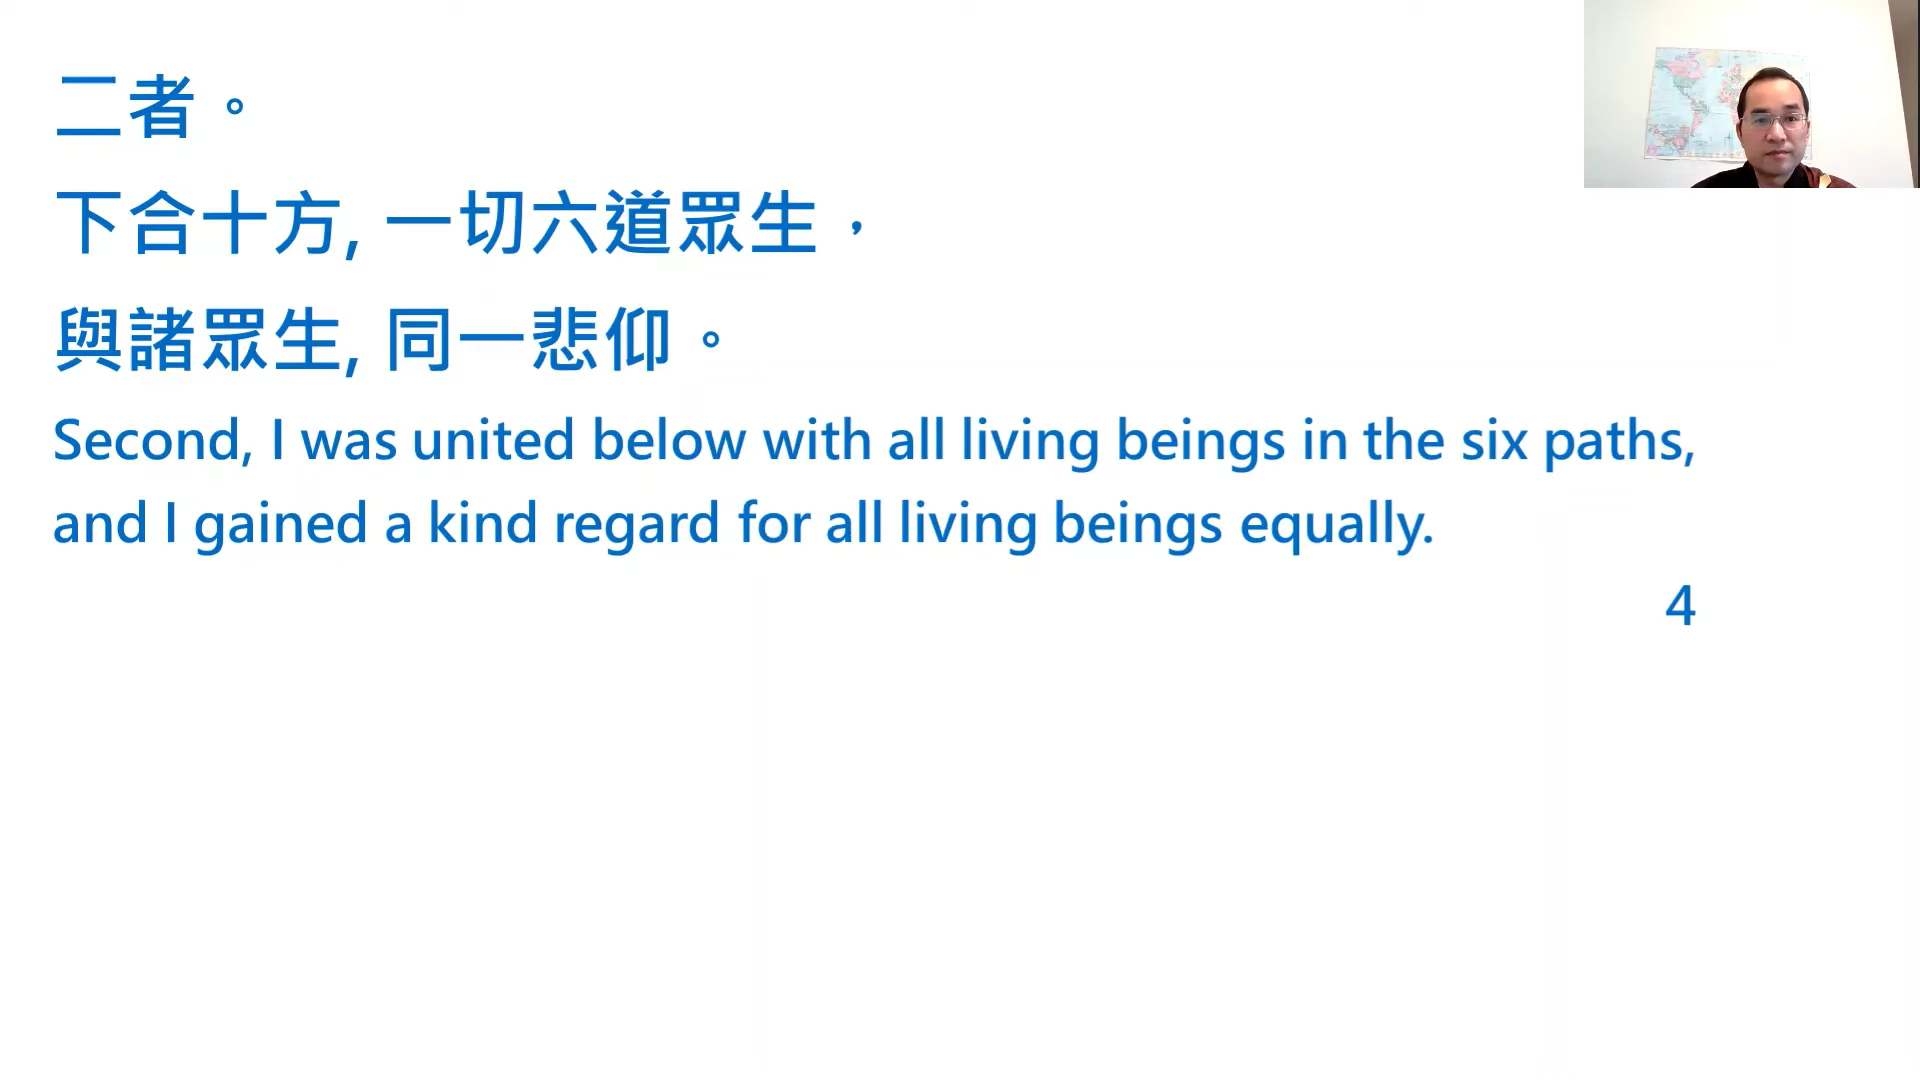 二者。
下合十方, 一切六道眾生，
與諸眾生, 同一悲仰。
Second, I was united below with all living beings in the six paths,
and I gained a kind regard for all living beings equally.
4